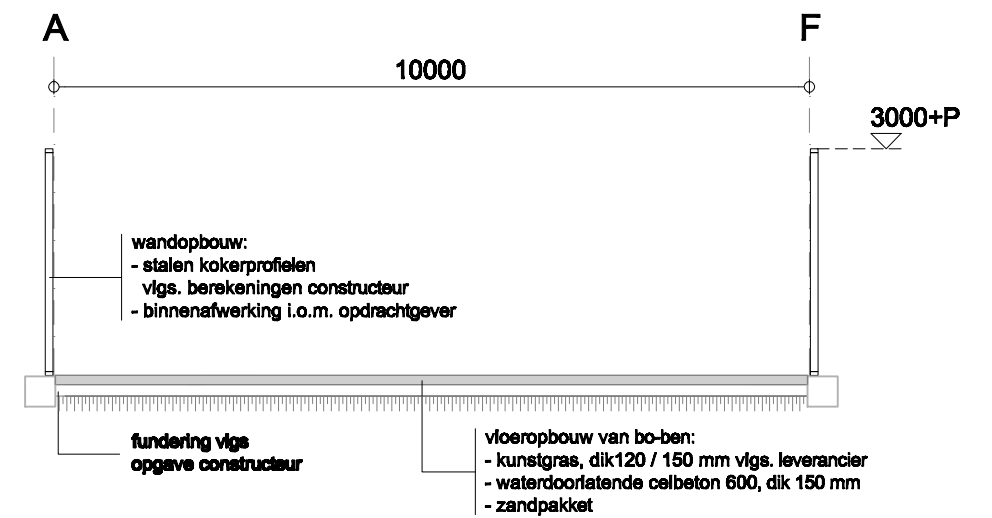 A F
10000
3000+P
wandopbouw:
- stalen kokerprofielen
vlgs. berekeningen constructeur
- binnenafwerking i.o.m. opdrachtgever
fundering vlgs
opgave constructeur
vloeropbouw van bo-ben:
- kunstgras, dik120 / 150 mm vlgs. leverancier
- waterdoorlatende celbeton 600, dik 150 mm
- zandpakket